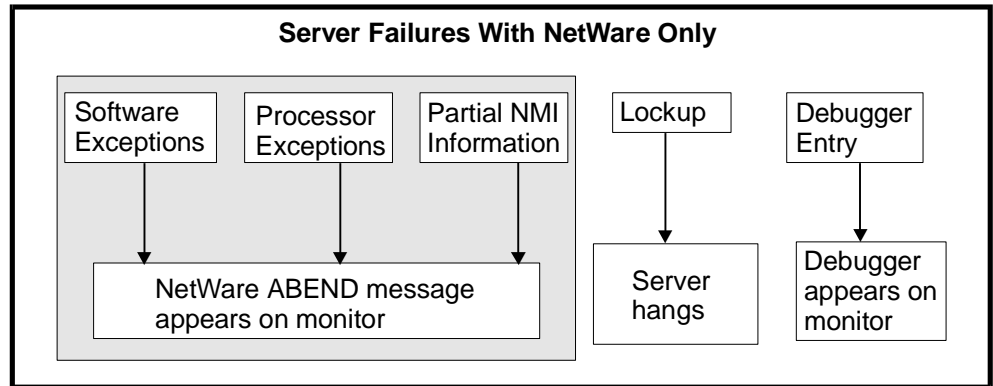 Server Failures With NetWare Only
Software
Exceptions
Processor
Exceptions
Partial NMI
Information
Lockup
Debugger
Entry
NetWare ABEND message
appears on monitor
Server
hangs
Debugger
appears on
monitor